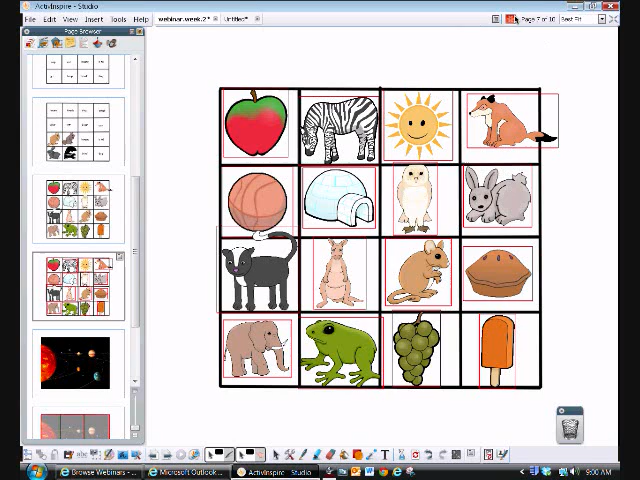 ActivInspire - Studio
File Edit View Insert Tools Help
webinar.week.2* Untitled*
Page 7 of 10 Best Fit
Page Browser
Browse Webinars - ... Microsoft Outlook... ActivInspire - Studio 9:00 AM